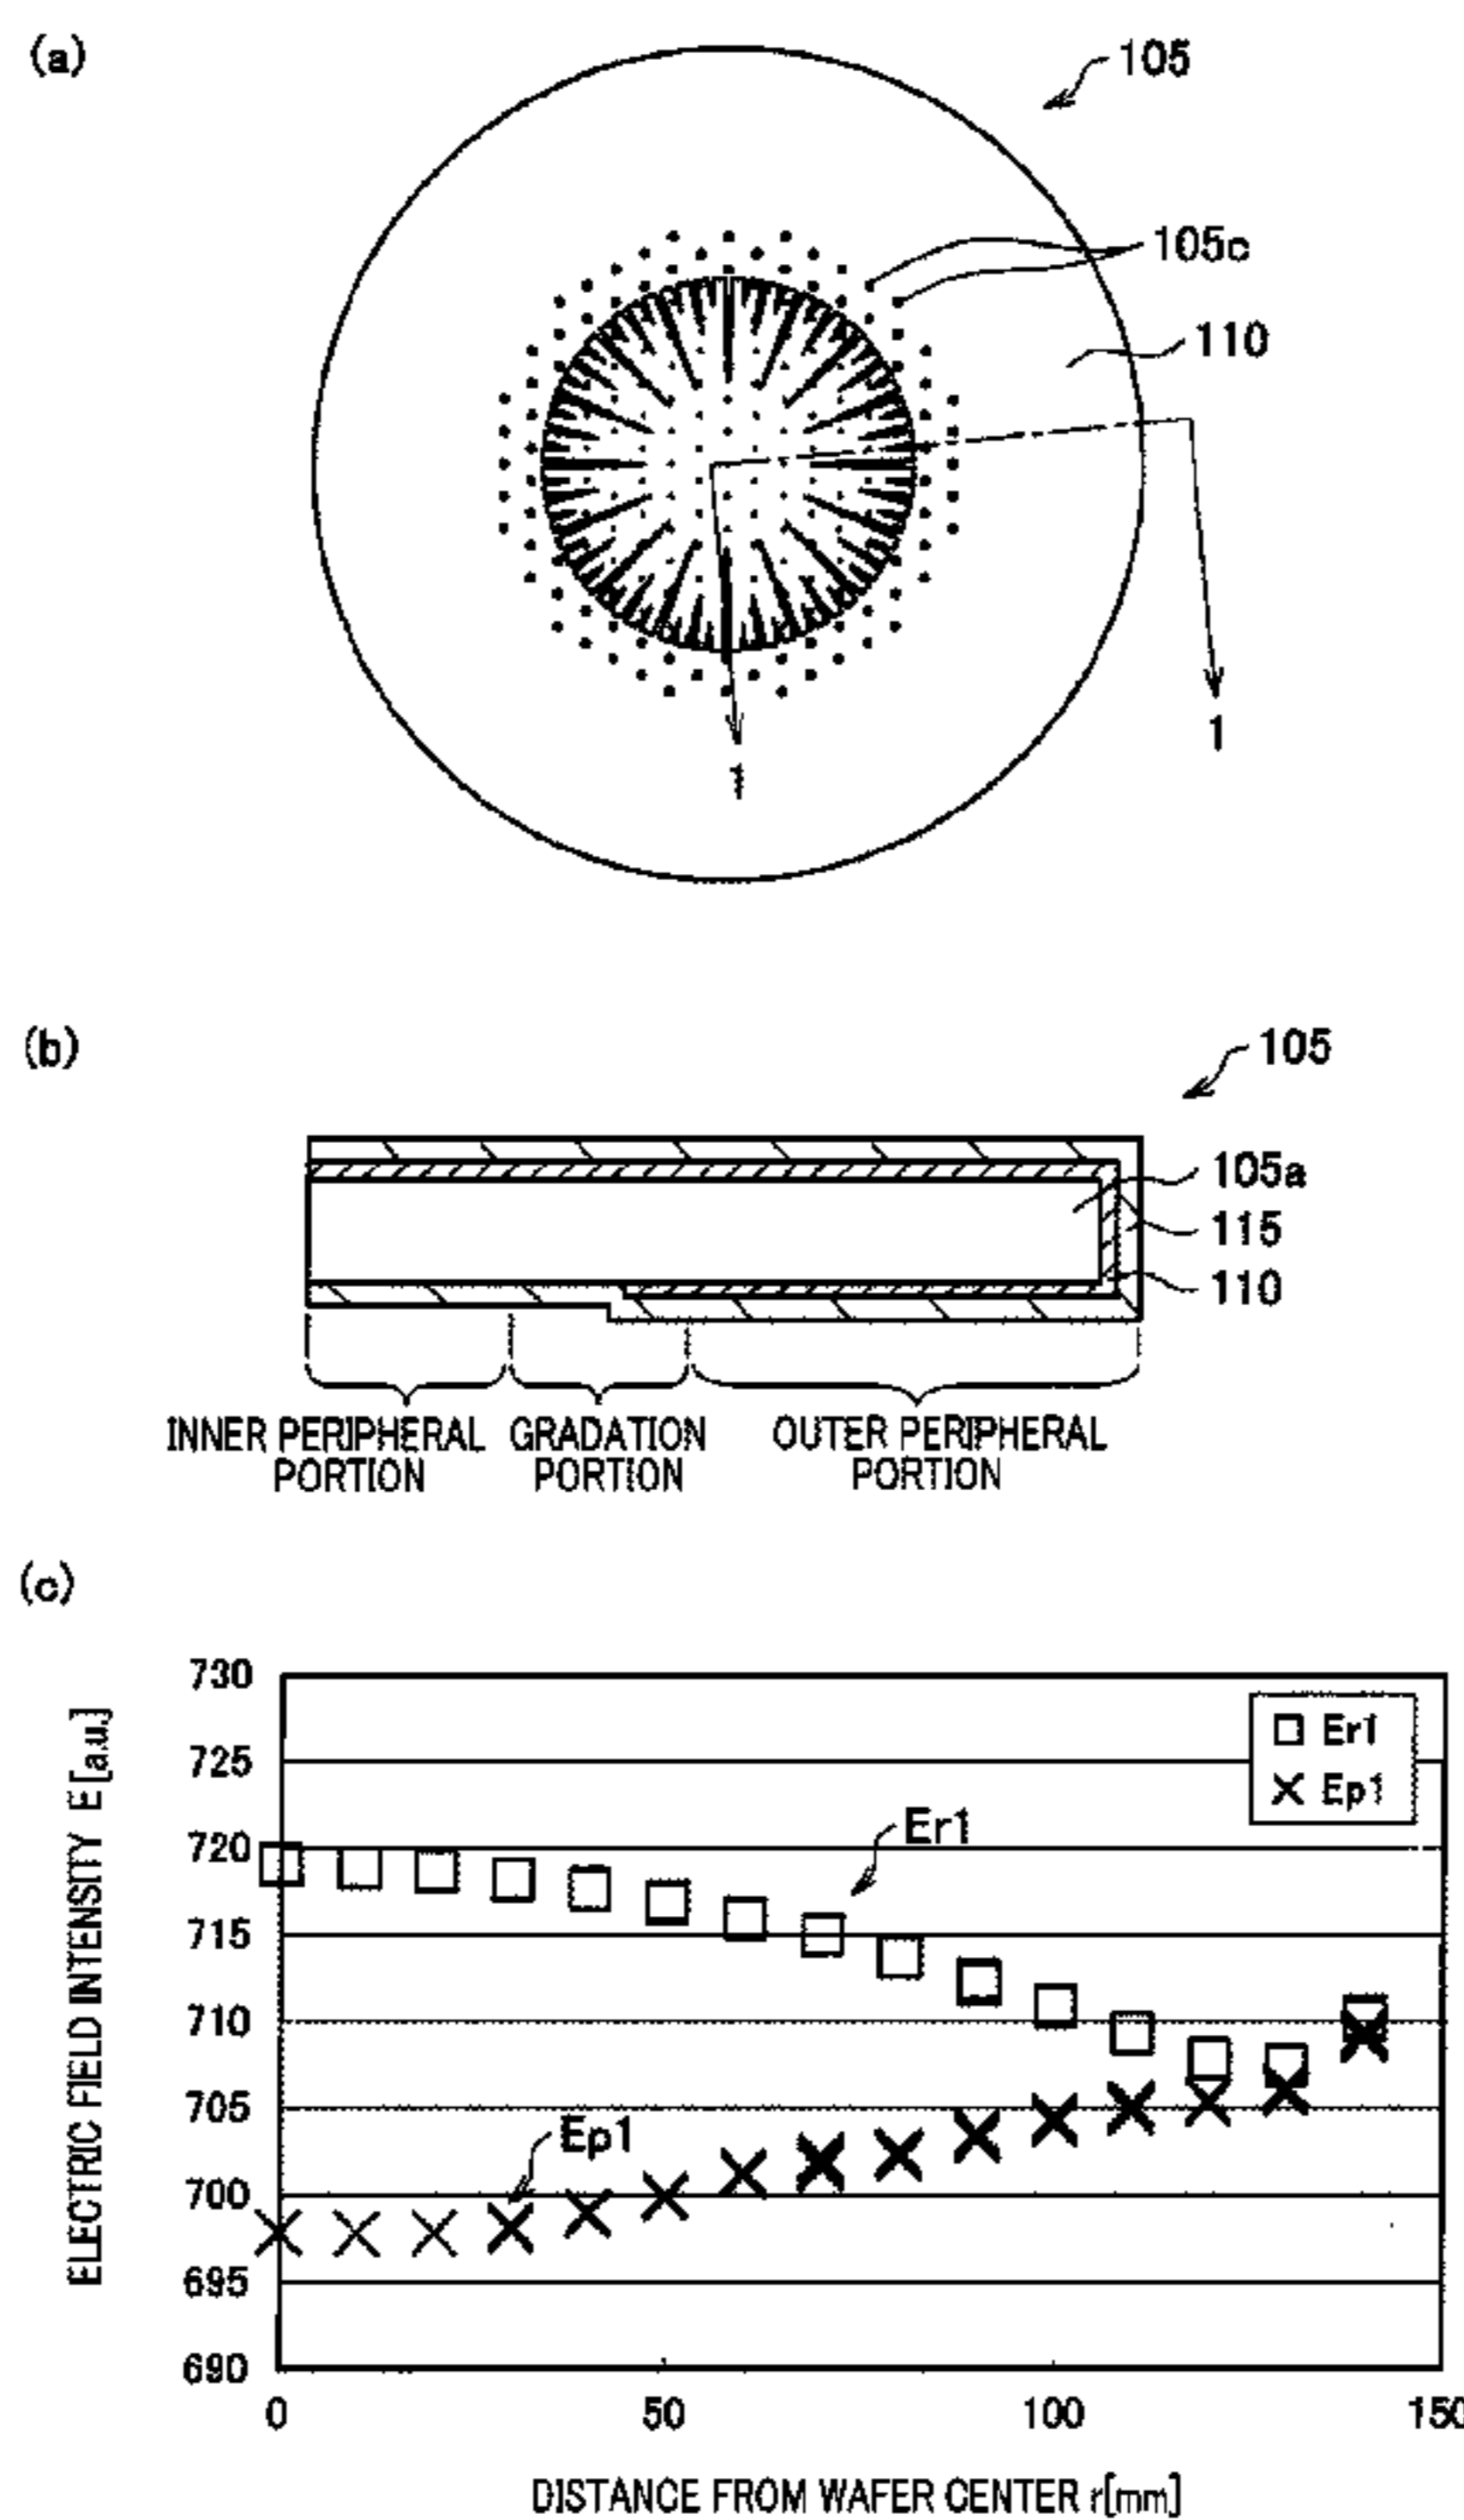 (a)
105
105c
110
1
1
(b)
105
105a
115
110
INNER PERIPHERAL
PORTION
GRADATION
PORTION
OUTER PERIPHERAL
PORTION
(c)
ELECTRIC FIELD INTENSITY E [a.u.]
730
725
720
715
710
705
700
695
690
Er1
Ep1
Er1
Ep1
0
50
100
150
DISTANCE FROM WAFER CENTER r[mm]